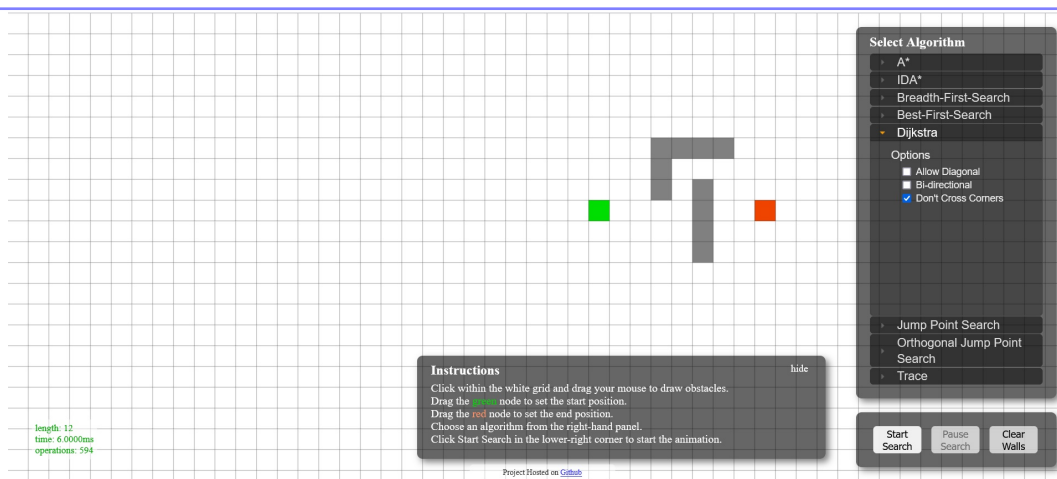 Select Algorithm
A*
IDA*
Breadth-First-Search
Best-First-Search
Dijkstra
Options
Allow Diagonal
Bi-directional
Don't Cross Corners
Jump Point Search
Orthogonal Jump Point
Search
Trace
Instructions
hide
Click within the white grid and drag your mouse to draw obstacles.
Drag the green node to set the start position.
Drag the red node to set the end position.
Choose an algorithm from the right-hand panel.
Click Start Search in the lower-right corner to start the animation.
length: 12
time: 6.0000ms
operations: 594
Start
Search
Pause
Search
Clear
Walls
Project Hosted on Github